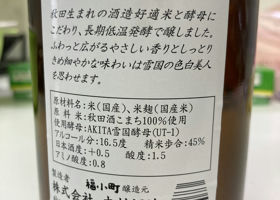 秋田生まれの酒造好適米と酵母に
こだわり、長期低温発酵で醸しました。
ふわっと広がるやさしい香りとしっとり
きめ細やかな味わいは雪国の色白美人
を思わせます。
原材料名:米(国産)、米麹(国産米)
原料米:米秋田酒こまち100%使用
使用酵母:AKITA雪国酵母(UT-1)
アルコール分:16.5度 精米歩合:45%
日本酒度:+0.5 酸度:1.5
アミノ酸度:0.8
製造者 福小町醸造元
株式会社